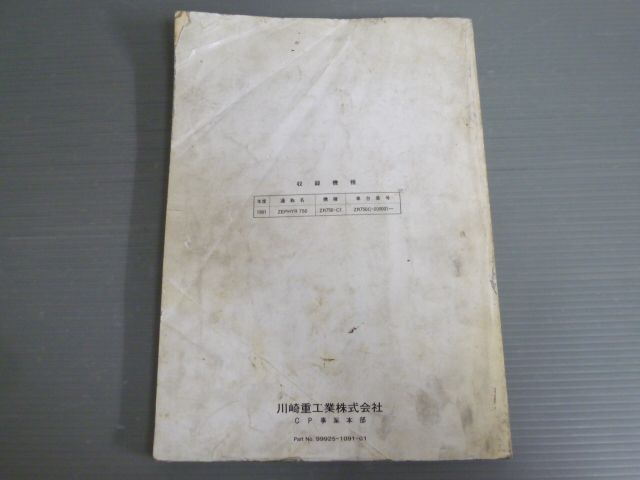 収録機種
年度 通称名 機種 車台番号
1991 ZEPHYR 750 ZR750-C1 ZR750C-000001〜
川崎重工業株式会社
CP事業本部
Part No. 99925-1091-01